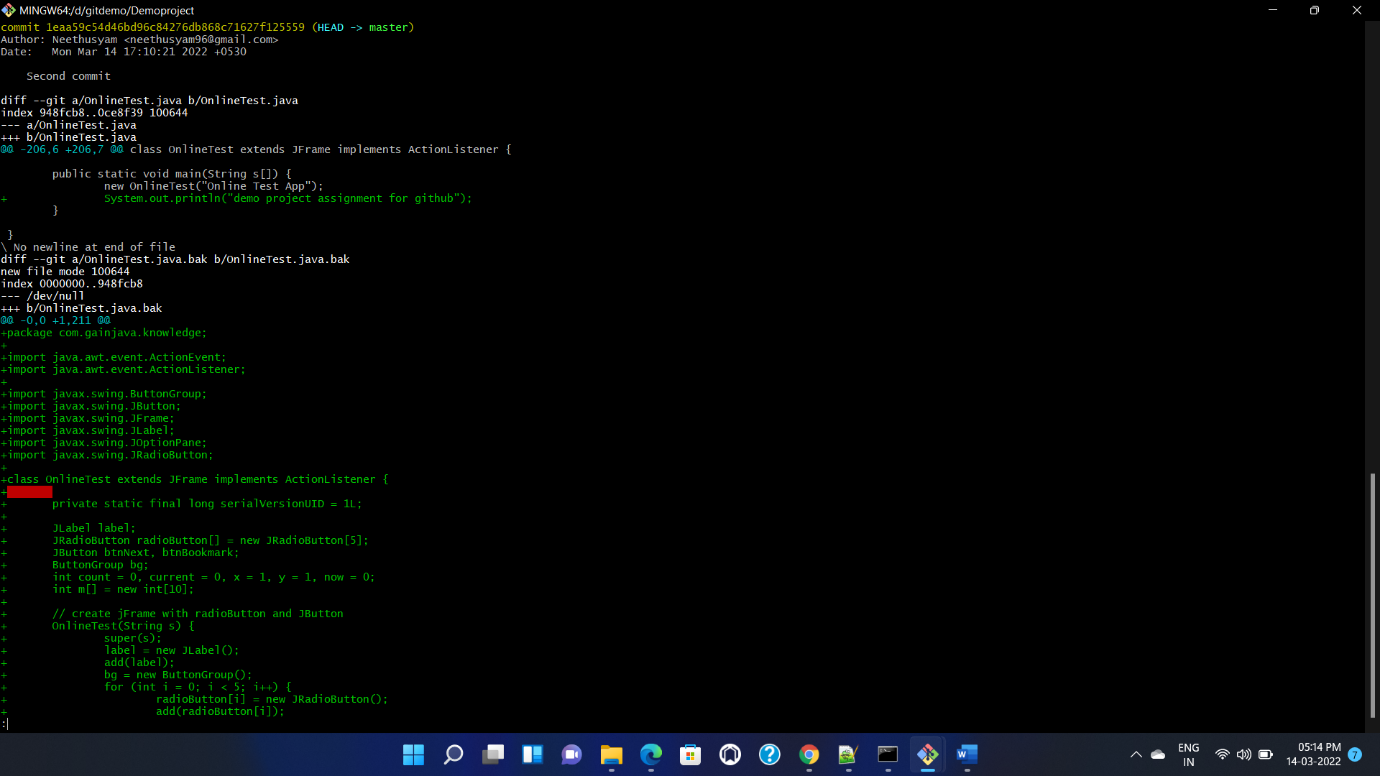 MINGW64:/d/gitdemo/Demoproject
commit 1eaa59c54d46bd96c84276db868c71627f125559 (HEAD -> master)
Author: Neethusyam <neethusyam96@gmail.com>
Date:   Mon Mar 14 17:10:21 2022 +0530
    Second commit
diff --git a/OnlineTest.java b/OnlineTest.java
index 948fcb8..0ce8f39 100644
--- a/OnlineTest.java
+++ b/OnlineTest.java
@@ -206,6 +206,7 @@ class OnlineTest extends JFrame implements ActionListener {
        public static void main(String s[]) {
                new OnlineTest("Online Test App");
+               System.out.println("demo project assignment for github");
        }
 }
\ No newline at end of file
diff --git a/OnlineTest.java.bak b/OnlineTest.java.bak
new file mode 100644
index 0000000..948fcb8
--- /dev/null
+++ b/OnlineTest.java.bak
@@ -0,0 +1,211 @@
+package com.gainjava.knowledge;
+
+import java.awt.event.ActionEvent;
+import java.awt.event.ActionListener;
+
+import javax.swing.ButtonGroup;
+import javax.swing.JButton;
+import javax.swing.JFrame;
+import javax.swing.JLabel;
+import javax.swing.JOptionPane;
+import javax.swing.JRadioButton;
+
+class OnlineTest extends JFrame implements ActionListener {
+
+       private static final long serialVersionUID = 1L;
+
+       JLabel label;
+       JRadioButton radioButton[] = new JRadioButton[5];
+       JButton btnNext, btnBookmark;
+       ButtonGroup bg;
+       int count = 0, current = 0, x = 1, y = 1, now = 0;
+       int m[] = new int[10];
+
+       // create jFrame with radioButton and JButton
+       OnlineTest(String s) {
+               super(s);
+               label = new JLabel();
+               add(label);
+               bg = new ButtonGroup();
+               for (int i = 0; i < 5; i++) {
+                       radioButton[i] = new JRadioButton();
+                       add(radioButton[i]);
:
ENG
IN
05:14 PM
14-03-2022
7